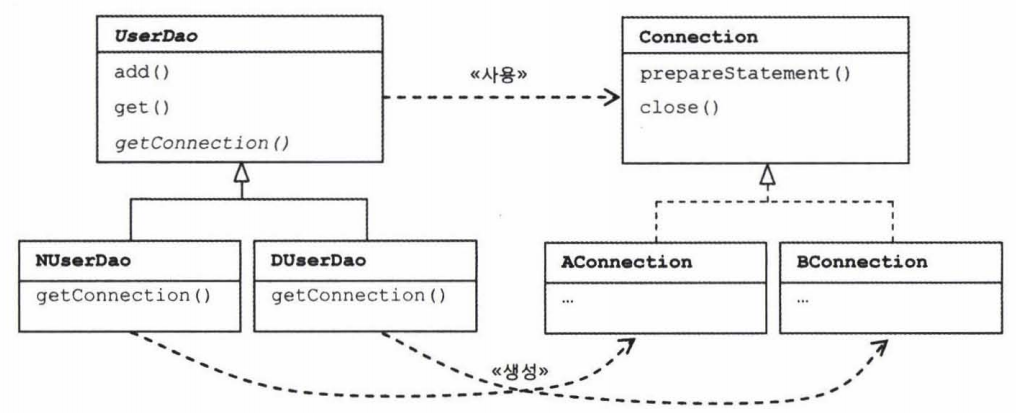 UserDao
add()
get()
getConnection()
«사용»
Connection
prepareStatement()
close()
NUserDao
getConnection()
DUserDao
getConnection()
AConnection
...
BConnection
...
«생성»